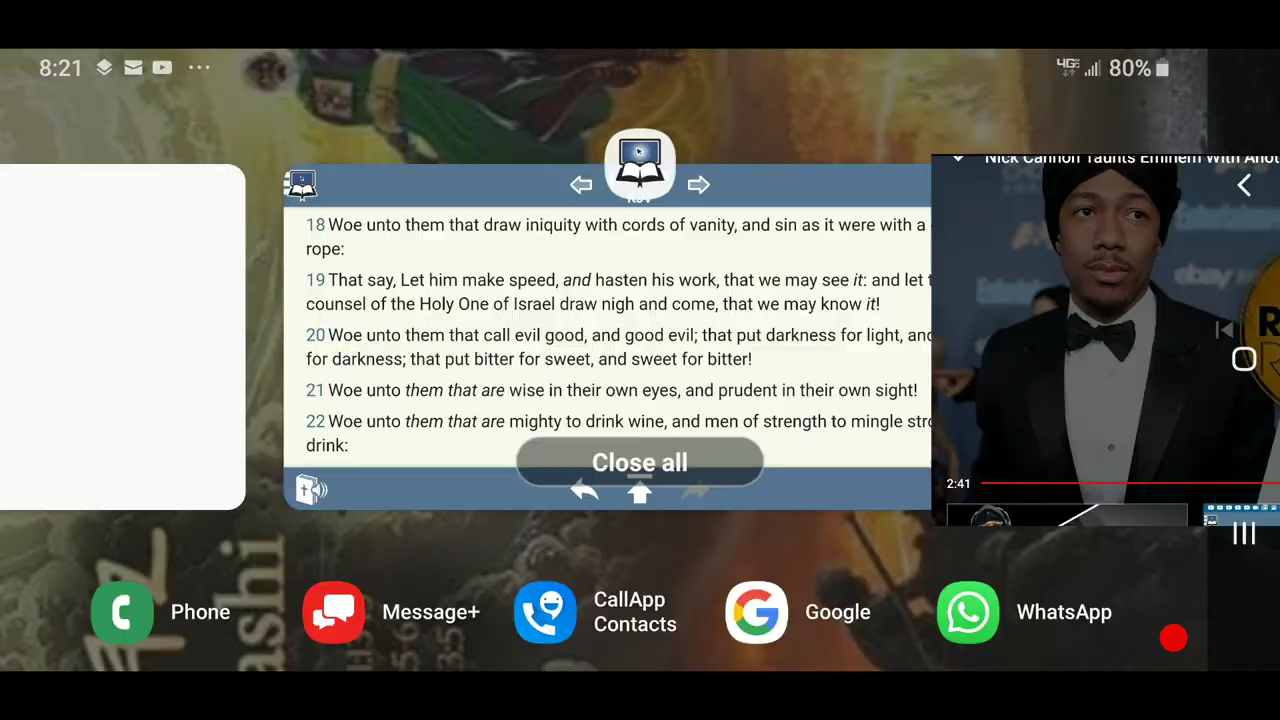 8:21
80%
Nick Cannon Taunts Eminem With Anot
18 Woe unto them that draw iniquity with cords of vanity, and sin as it were with a
rope:
19 That say, Let him make speed, and hasten his work, that we may see it: and let
counsel of the Holy One of Israel draw nigh and come, that we may know it!
20 Woe unto them that call evil good, and good evil; that put darkness for light, and
for darkness; that put bitter for sweet, and sweet for bitter!
21 Woe unto them that are wise in their own eyes, and prudent in their own sight!
22 Woe unto them that are mighty to drink wine, and men of strength to mingle stro
drink:
Close all
ebay
2:41
ashi
Phone
Message+
CallApp
Contacts
Google
WhatsApp